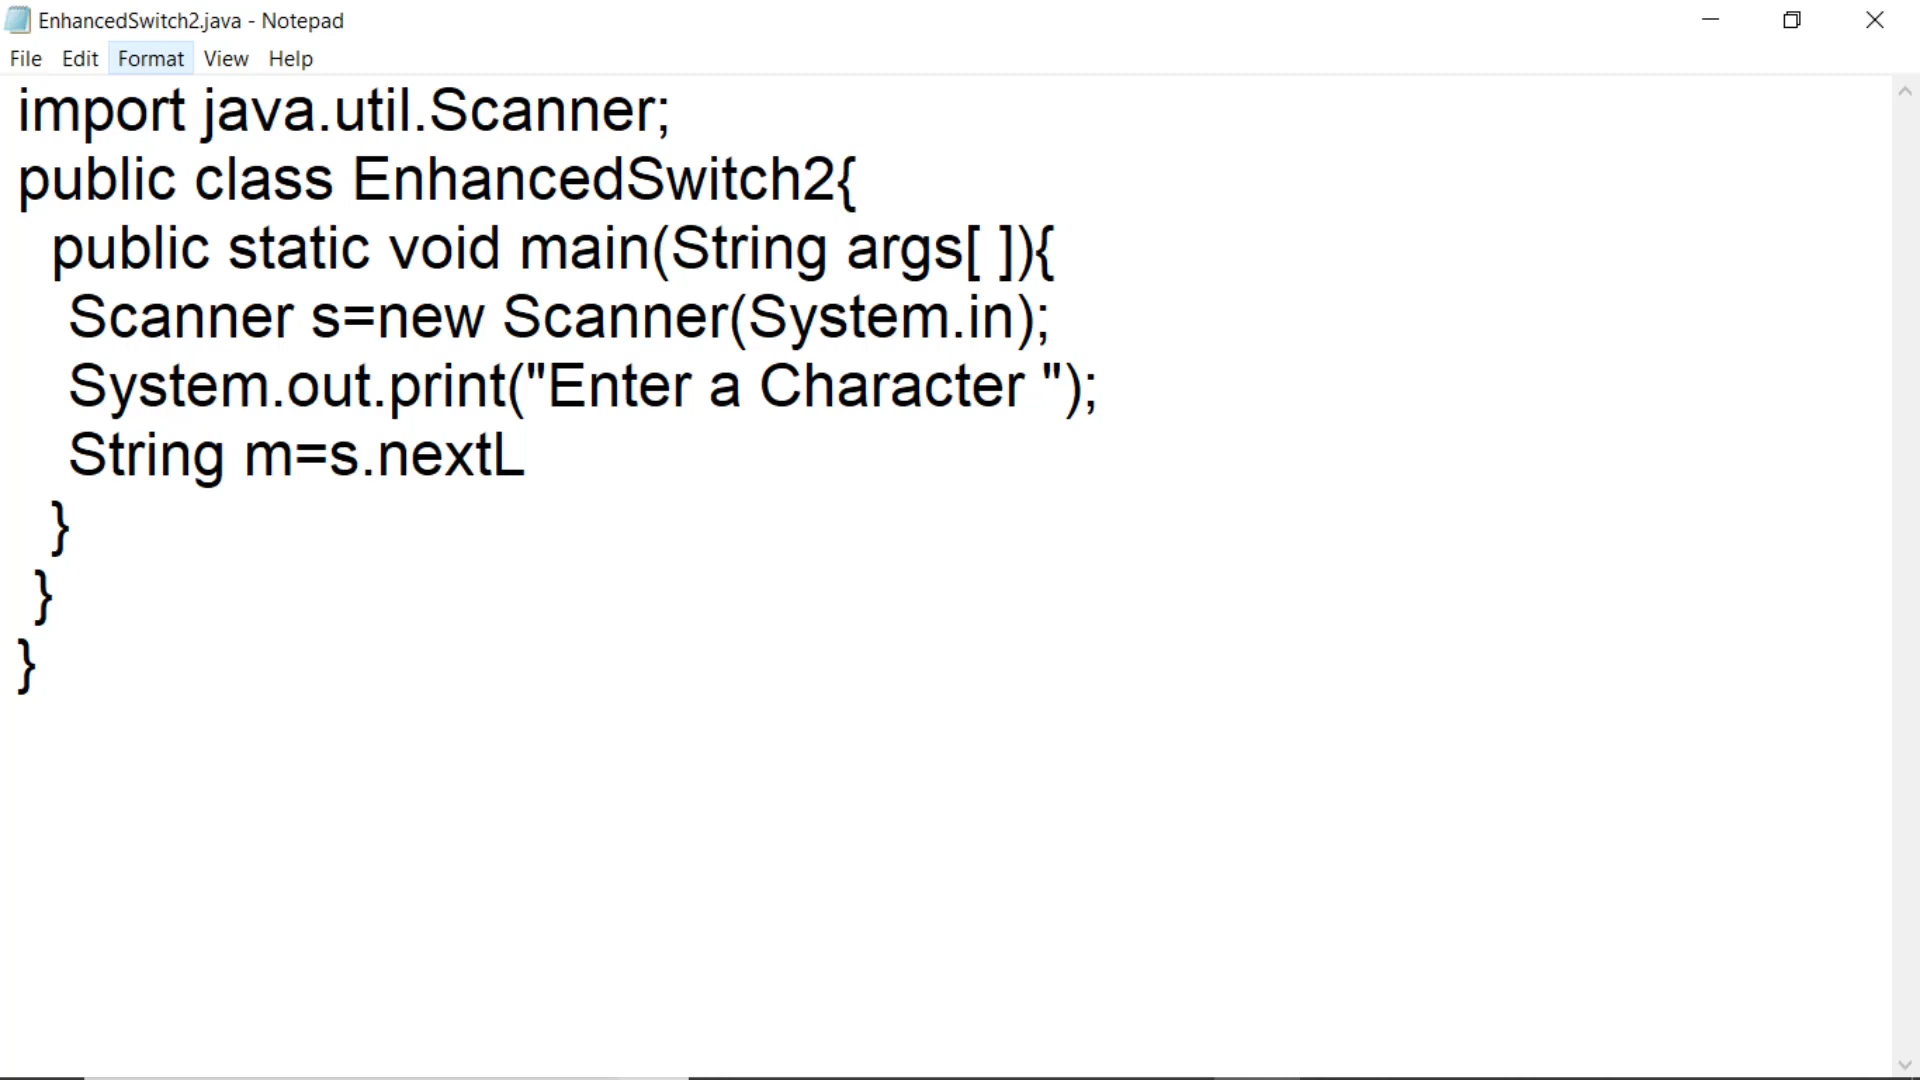 EnhancedSwitch2.java - Notepad
File Edit Format View Help
import java.util.Scanner;
public class EnhancedSwitch2{
public static void main(String args[ ]){
Scanner s=new Scanner(System.in);
System.out.print("Enter a Character ");
String m=s.nextL
}
}
}